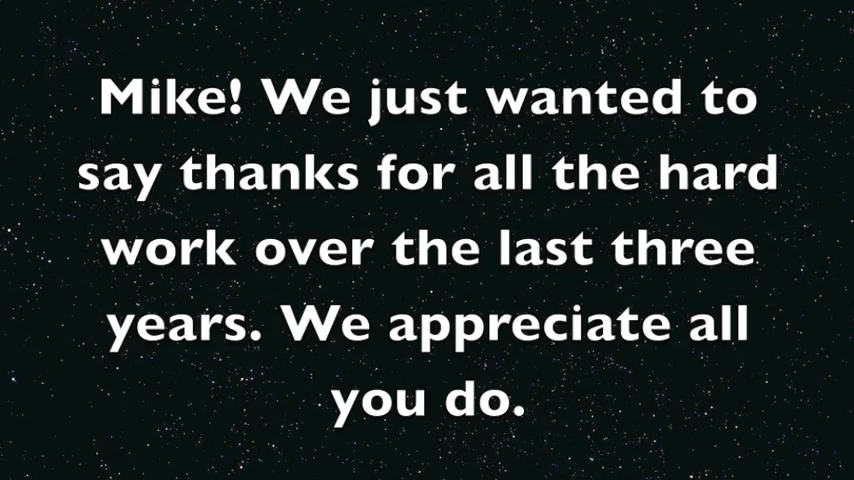 Mike! We just wanted to
say thanks for all the hard
work over the last three
years. We appreciate all
you do.